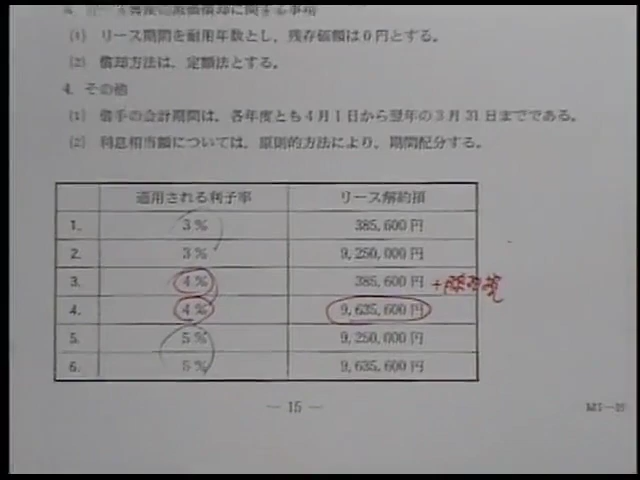 (1) リース期間を耐用年数とし、残存価額は0円とする。
(2) 償却方法は、定額法とする。
4. その他
(1) 借手の会計期間は、各年度とも4月1日から翌年の3月31日までである。
(2) 利息相当額については、原則的方法により、期間配分する。
適用される利子率 リース解約損
1. 3% 385,600円
2. 3% 9,250,000円
3. 4% 385,600円 +
4. 4% 9,635,600円
5. 5% 9,250,000円
6. 5% 9,635,600円
— 15 —